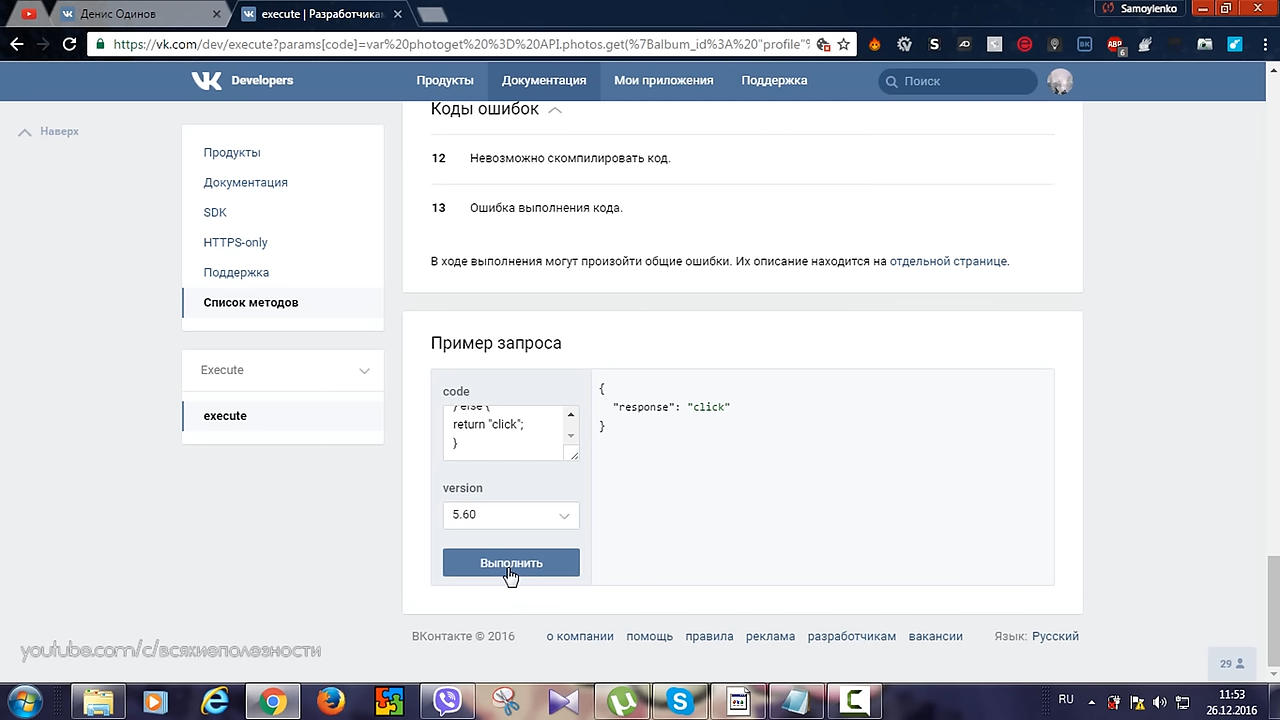 Денис Одинов
execute | Разработчикам
Samoylenko
https://vk.com/dev/execute?params[code]=var%20photoget%20%3D%20API.photos.get(%7Balbum_id%3A%20"profile"%
Developers
Продукты
Документация
Мои приложения
Поддержка
Поиск
Наверх
Продукты
Документация
SDK
HTTPS-only
Поддержка
Список методов
Execute
execute
Коды ошибок
12 Невозможно скомпилировать код.
13 Ошибка выполнения кода.
В ходе выполнения могут произойти общие ошибки. Их описание находится на отдельной странице.
Пример запроса
code
} else {
return "click";
}
version
5.60
Выполнить
{
"response": "click"
}
ВКонтакте © 2016
о компании
помощь
правила
реклама
разработчикам
вакансии
Язык: Русский
29
youtube.com/c/всякиеполезности
RU
11:53
26.12.2016